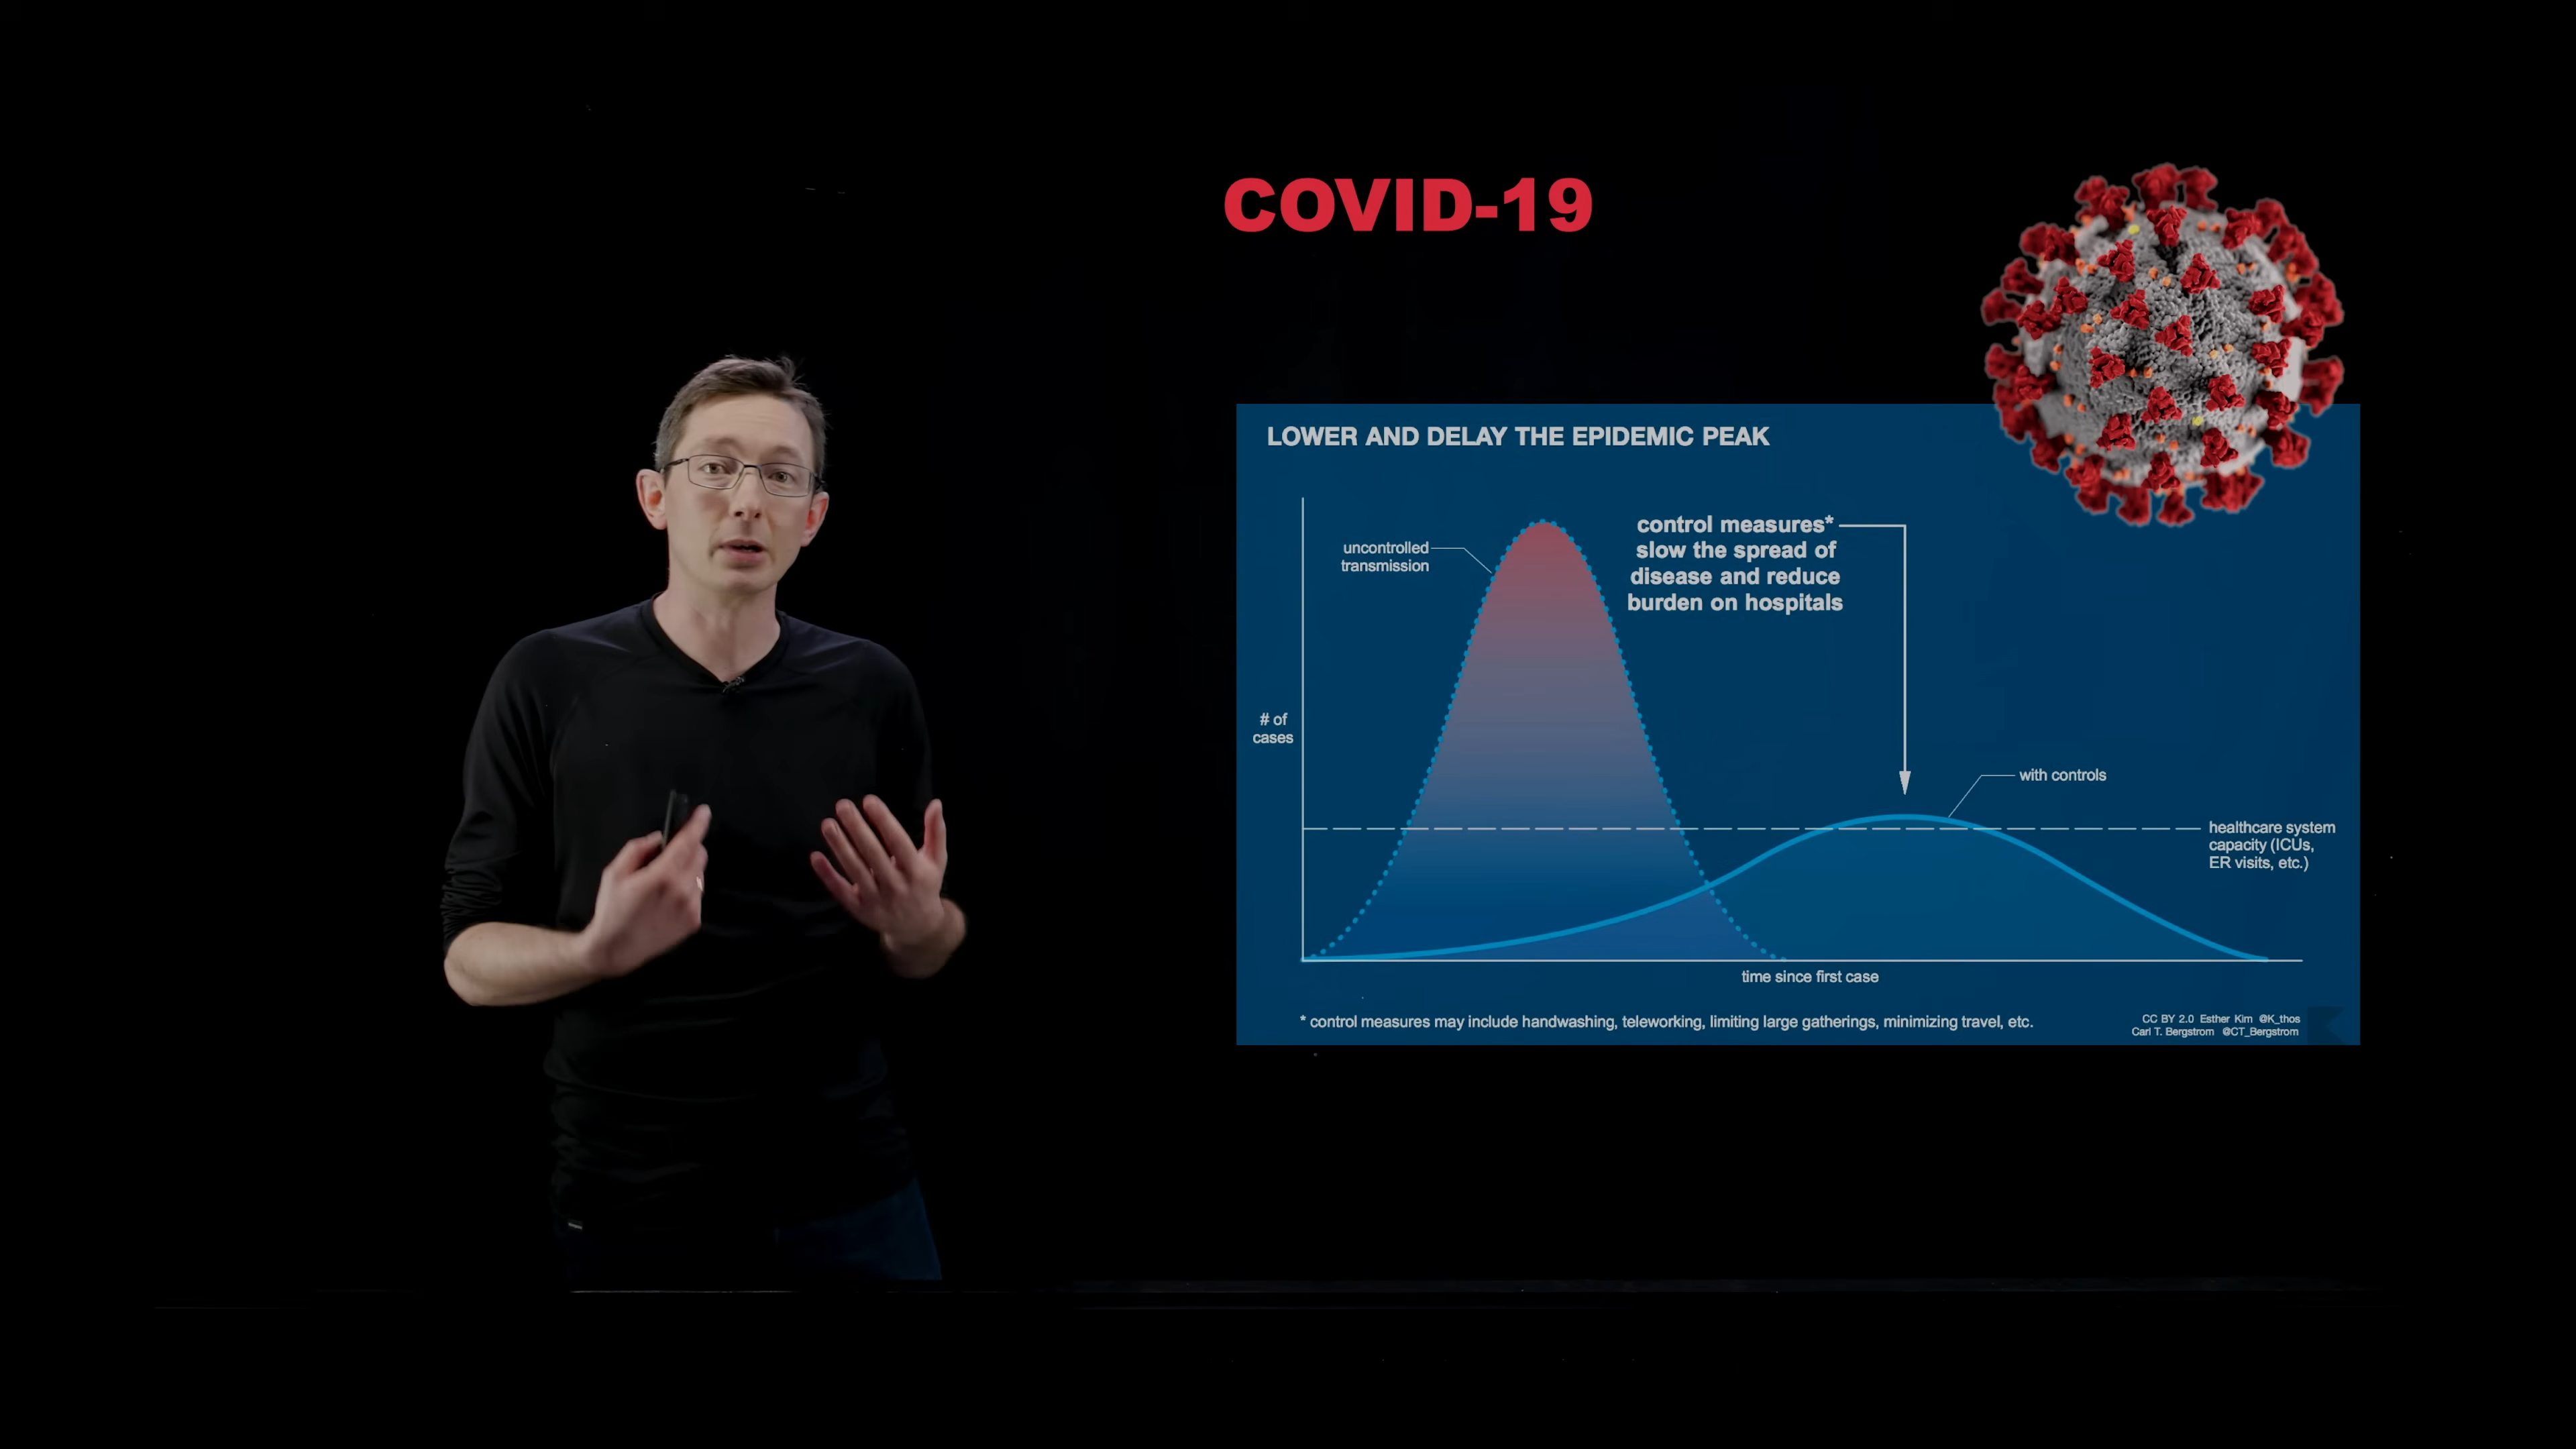 COVID-19
LOWER AND DELAY THE EPIDEMIC PEAK
uncontrolled
transmission
control measures*
slow the spread of
disease and reduce
burden on hospitals
# of
cases
with controls
healthcare system
capacity (ICUs,
ER visits, etc.)
time since first case
* control measures may include handwashing, teleworking, limiting large gatherings, minimizing travel, etc.
CC BY 2.0 Esther Kim @K_thos
Carl T. Bergstrom @CT_Bergstrom